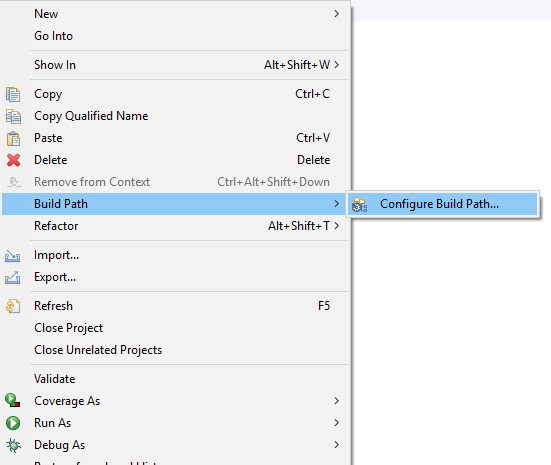 New
Go Into
Show In Alt+Shift+W
Copy Ctrl+C
Copy Qualified Name
Paste Ctrl+V
Delete Delete
Remove from Context Ctrl+Alt+Shift+Down
Build Path Configure Build Path...
Refactor Alt+Shift+T
Import...
Export...
Refresh F5
Close Project
Close Unrelated Projects
Validate
Coverage As
Run As
Debug As